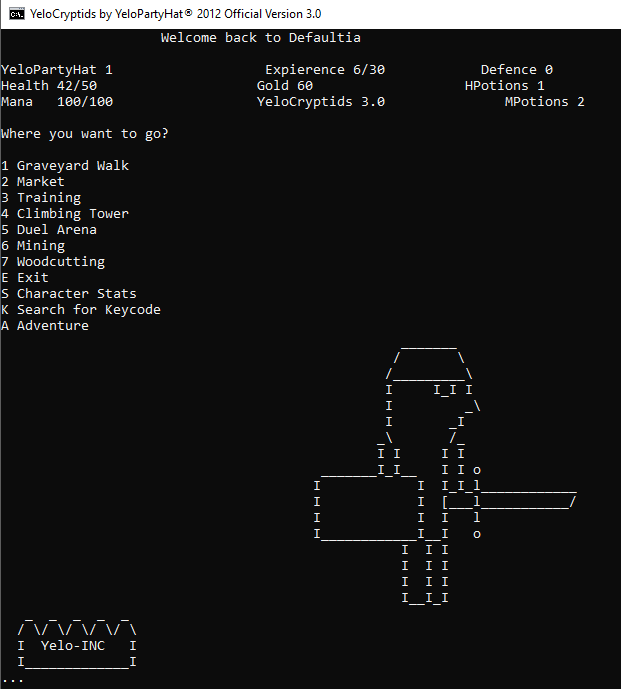 YeloCryptids by YeloPartyHat® 2012 Official Version 3.0
Welcome back to Defaultia
YeloPartyHat 1 Expierence 6/30 Defence 0
Health 42/50 Gold 60 HPotions 1
Mana 100/100 YeloCryptids 3.0 MPotions 2
Where you want to go?
1 Graveyard Walk
2 Market
3 Training
4 Climbing Tower
5 Duel Arena
6 Mining
7 Woodcutting
E Exit
S Character Stats
K Search for Keycode
A Adventure
Yelo-INC
...